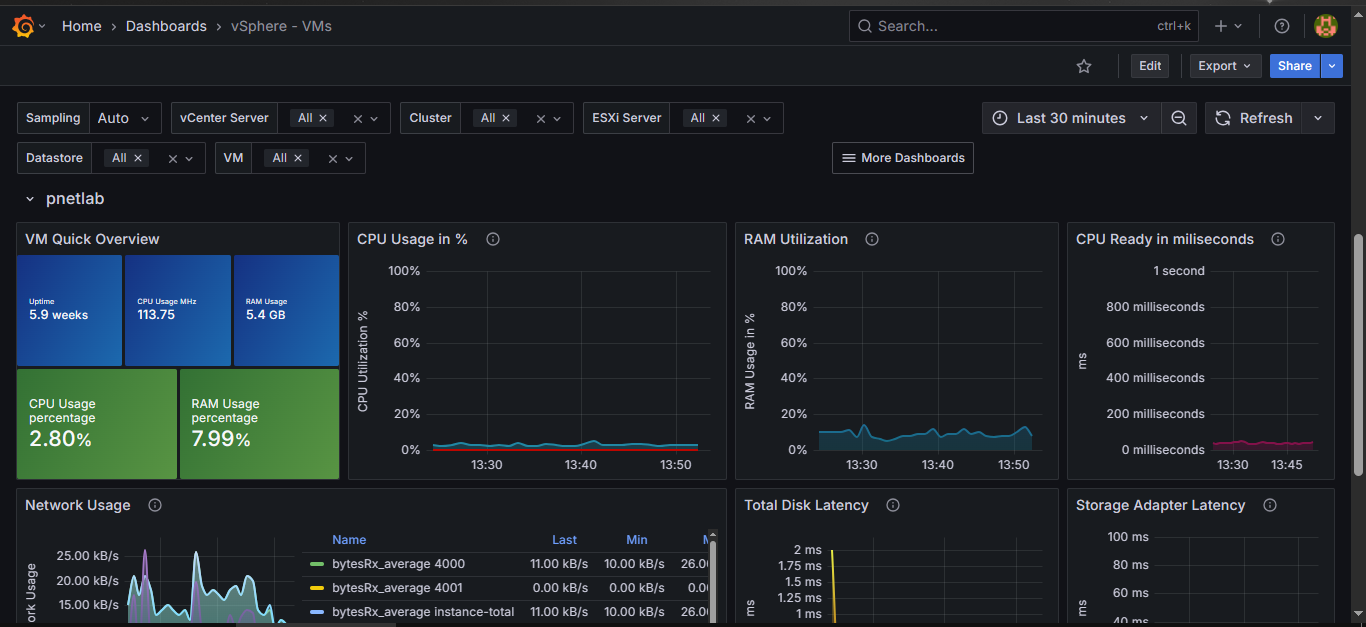 Home › Dashboards › vSphere - VMs
Search... ctrl+k
Edit Export Share
Sampling Auto vCenter Server All Cluster All ESXi Server All Last 30 minutes Refresh
Datastore All VM All More Dashboards
pnetlab
VM Quick Overview
Uptime
5.9 weeks
CPU Usage MHz
113.75
RAM Usage
5.4 GB
CPU Usage
percentage
2.80%
RAM Usage
percentage
7.99%
CPU Usage in %
CPU Utilization %
100%
80%
60%
40%
20%
0%
13:30 13:40 13:50
RAM Utilization
RAM Usage in %
100%
80%
60%
40%
20%
0%
13:30 13:40 13:50
CPU Ready in miliseconds
ms
1 second
800 milliseconds
600 milliseconds
400 milliseconds
200 milliseconds
0 milliseconds
13:30 13:45
Network Usage
ork Usage
25.00 kB/s
20.00 kB/s
15.00 kB/s
Name Last Min
bytesRx_average 4000 11.00 kB/s 10.00 kB/s 26.0
bytesRx_average 4001 0.00 kB/s 0.00 kB/s 0.0
bytesRx_average instance-total 11.00 kB/s 10.00 kB/s 26.0
Total Disk Latency
ms
2 ms
1.75 ms
1.5 ms
1.25 ms
1 ms
Storage Adapter Latency
ms
100 ms
80 ms
60 ms
40 ms